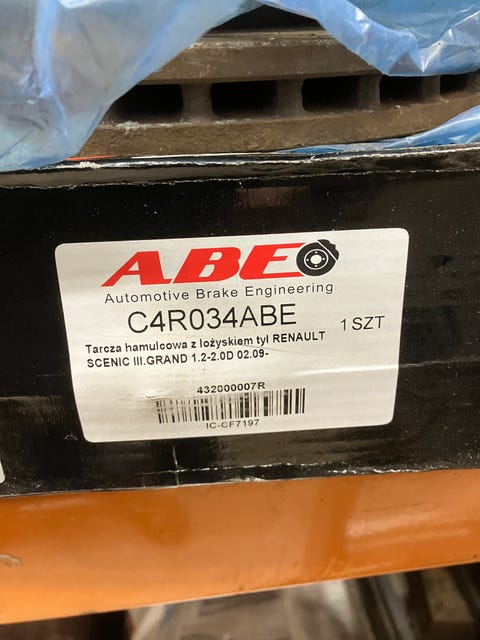 ABE
Automotive Brake Engineering
C4R034ABE
1 SZT
Tarcza hamulcowa z łożyskiem tył RENAULT
SCENIC III.GRAND 1.2-2.0D 02.09-
432000007R
IC-CF7197